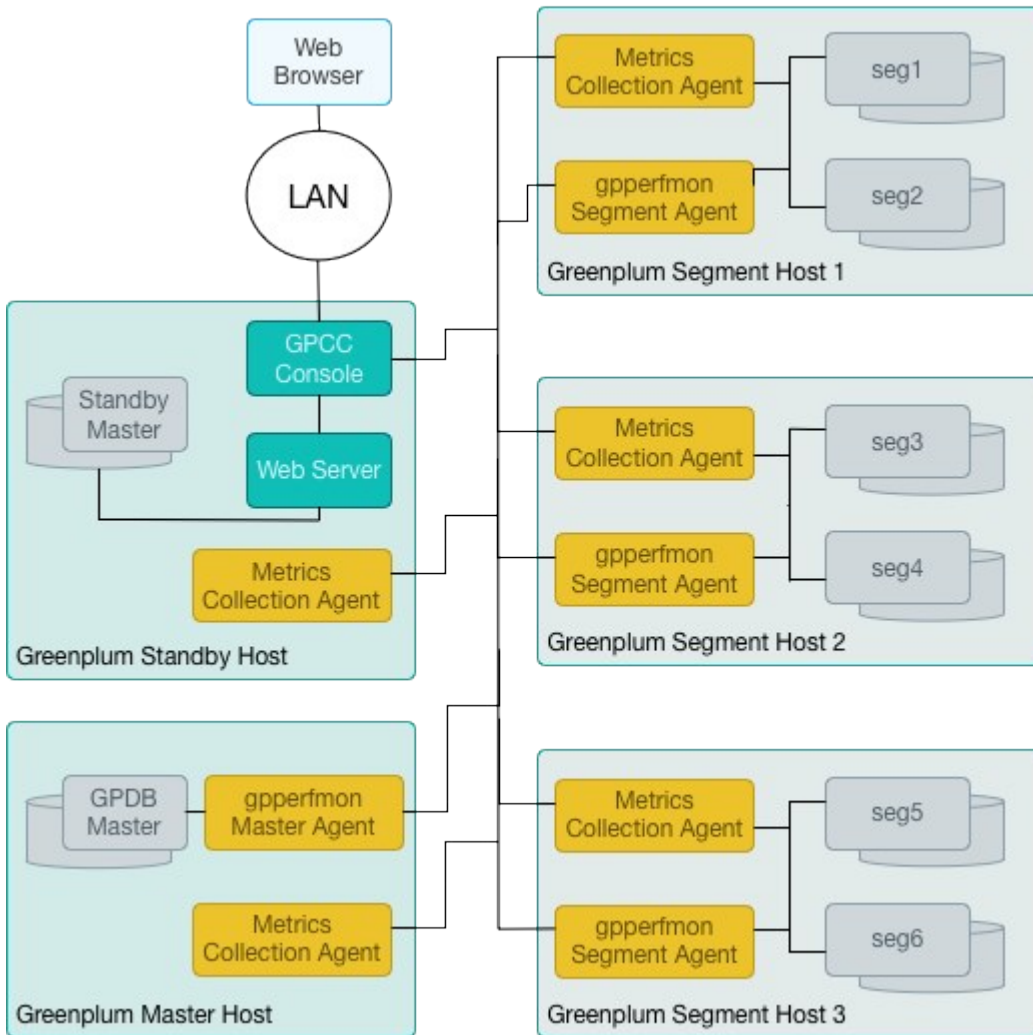 Web
Browser
LAN
GPCC
Console
Standby
Master
Web Server
Metrics
Collection Agent
Greenplum Standby Host
GPDB
Master
gpperfmon
Master Agent
Metrics
Collection Agent
Greenplum Master Host
Metrics
Collection Agent
seg1
gpperfmon
Segment Agent
seg2
Greenplum Segment Host 1
Metrics
Collection Agent
seg3
gpperfmon
Segment Agent
seg4
Greenplum Segment Host 2
Metrics
Collection Agent
seg5
gpperfmon
Segment Agent
seg6
Greenplum Segment Host 3